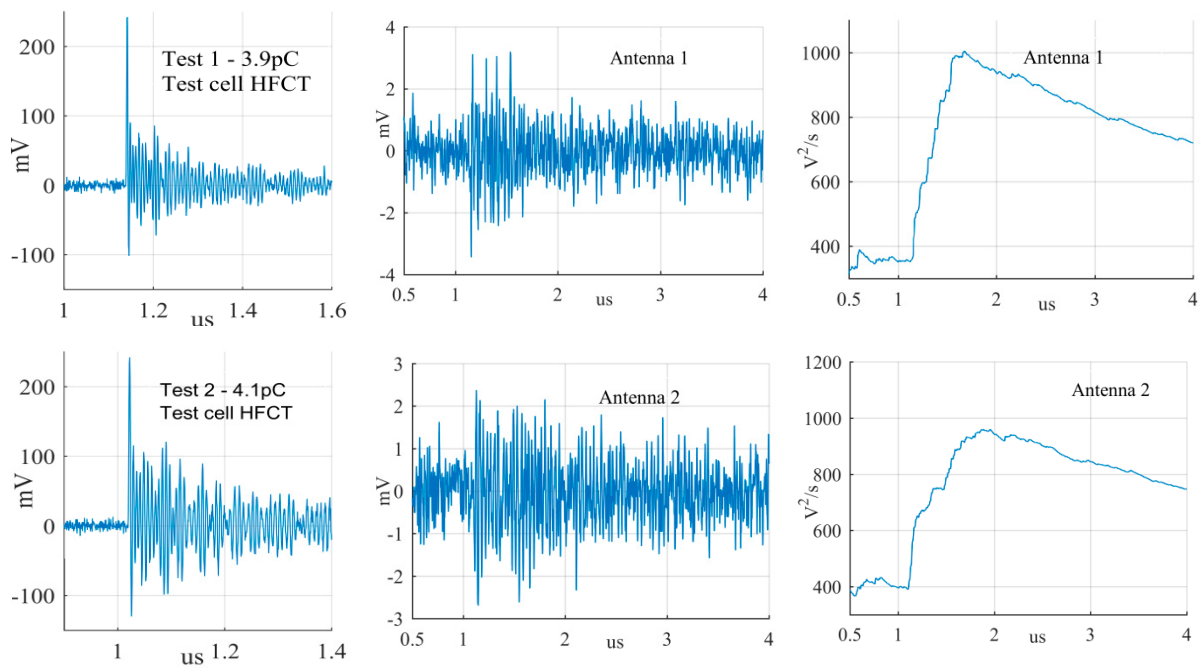 200
100
0
-100
mV
Test 1 - 3.9pC
Test cell HFCT
1
1.2
1.4
1.6
us
4
2
0
-2
-4
mV
Antenna 1
0.5
1
2
3
4
us
1000
800
600
400
V²/s
Antenna 1
0.5
1
2
3
4
us
200
100
0
-100
mV
Test 2 - 4.1pC
Test cell HFCT
1
1.2
1.4
us
3
2
1
0
-1
-2
-3
mV
Antenna 2
0.5
1
2
3
4
us
1200
1000
800
600
400
V²/s
Antenna 2
0.5
1
2
3
4
us